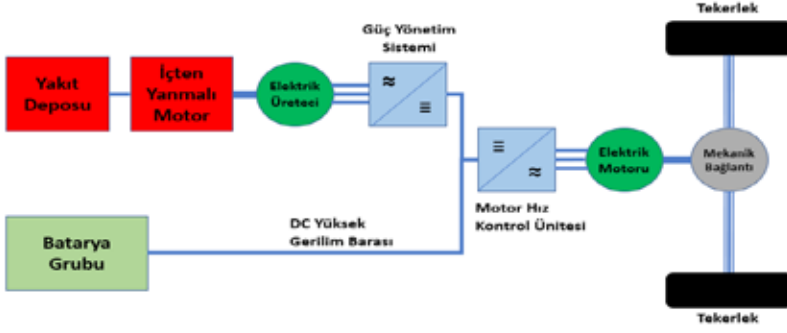 Tekerlek
Güç Yönetim
Sistemi
Yakıt
Deposu
İçten
Yanmalı
Motor
Elektrik
Üreteci
Elektrik
Motoru
Mekanik
Bağlantı
Motor Hız
Kontrol Ünitesi
DC Yüksek
Gerilim Barası
Batarya
Grubu
Tekerlek